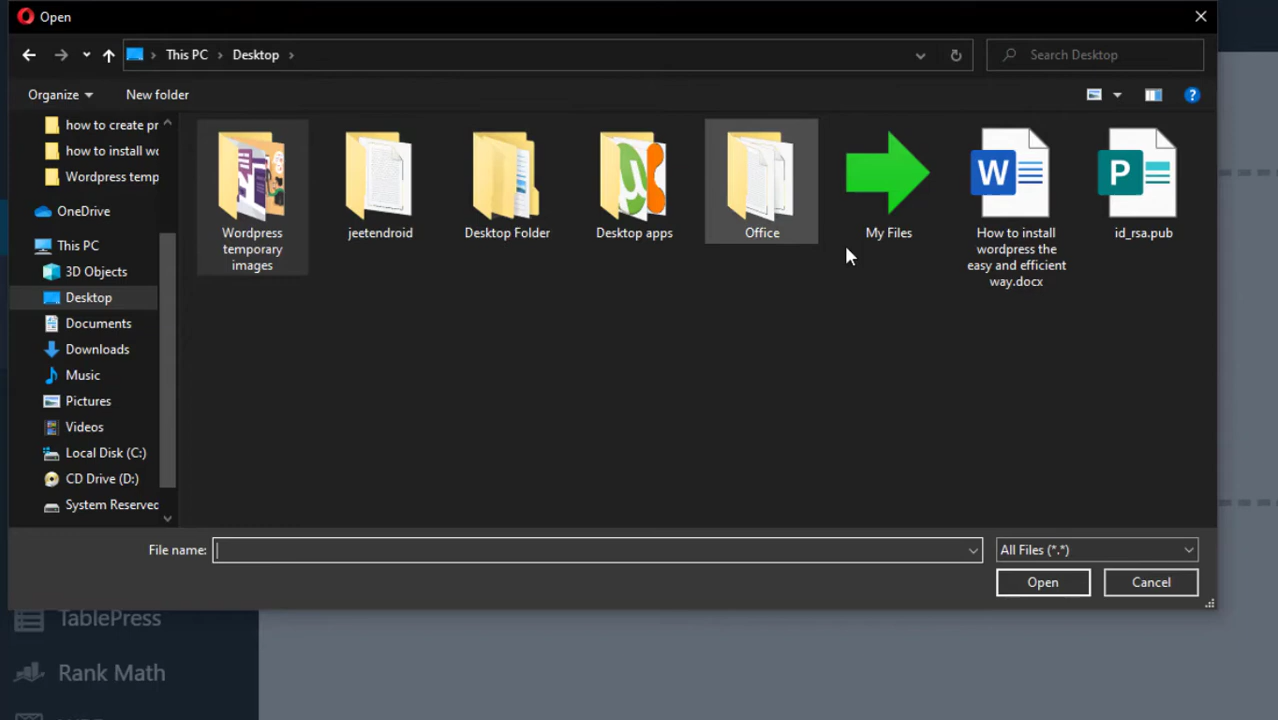 Open
This PC
Desktop
Search Desktop
Organize
New folder
how to create pr
how to install wo
Wordpress temp
OneDrive
This PC
3D Objects
Desktop
Documents
Downloads
Music
Pictures
Videos
Local Disk (C:)
CD Drive (D:)
System Reserved
Wordpress
temporary
images
jeetendroid
Desktop Folder
Desktop apps
Office
My Files
How to install
wordpress the
easy and efficient
way.docx
id_rsa.pub
File name:
All Files (*.*)
Open
Cancel
TablePress
Rank Math